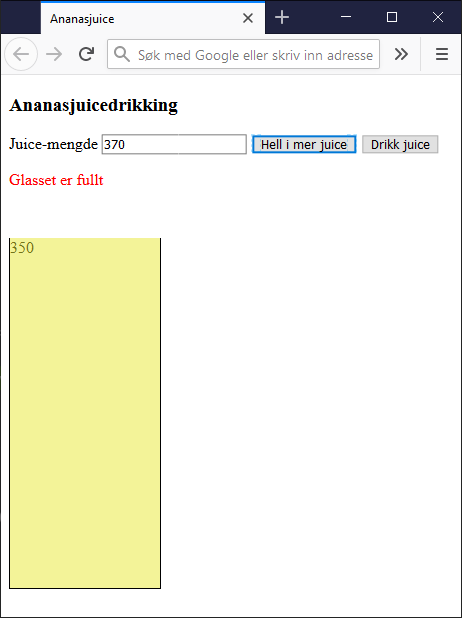 Ananasjuice
Søk med Google eller skriv inn adresse
Ananasjuicedrikking
Juice-mengde 370 Hell i mer juice Drikk juice
Glasset er fullt
350